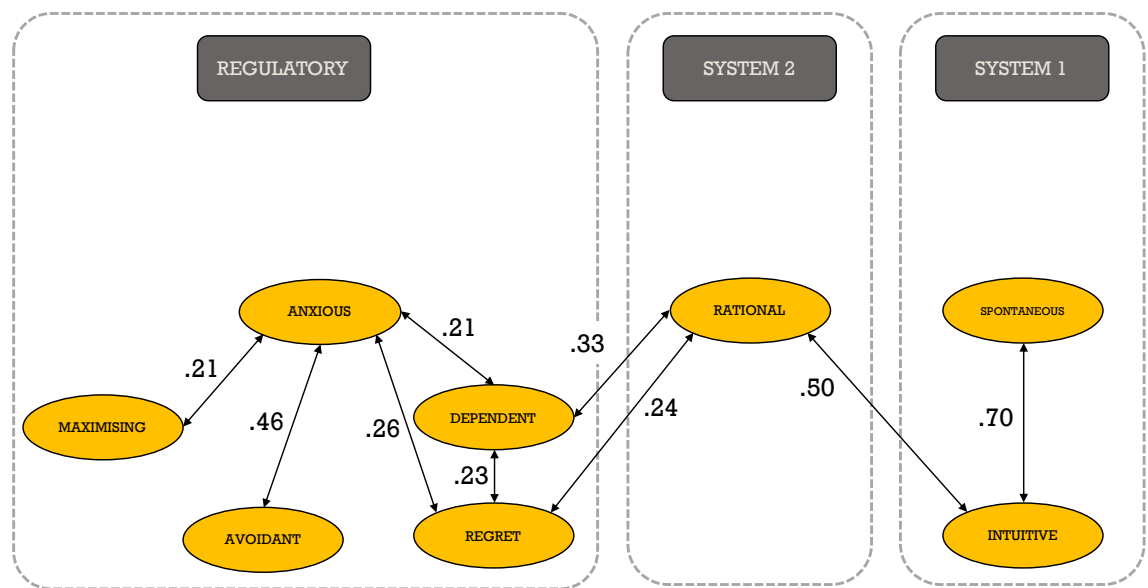 REGULATORY
SYSTEM 2
SYSTEM 1
ANXIOUS
RATIONAL
SPONTANEOUS
.21
.33
.21
.50
MAXIMISING
.46
.26
DEPENDENT
.24
.70
.23
AVOIDANT
REGRET
INTUITIVE